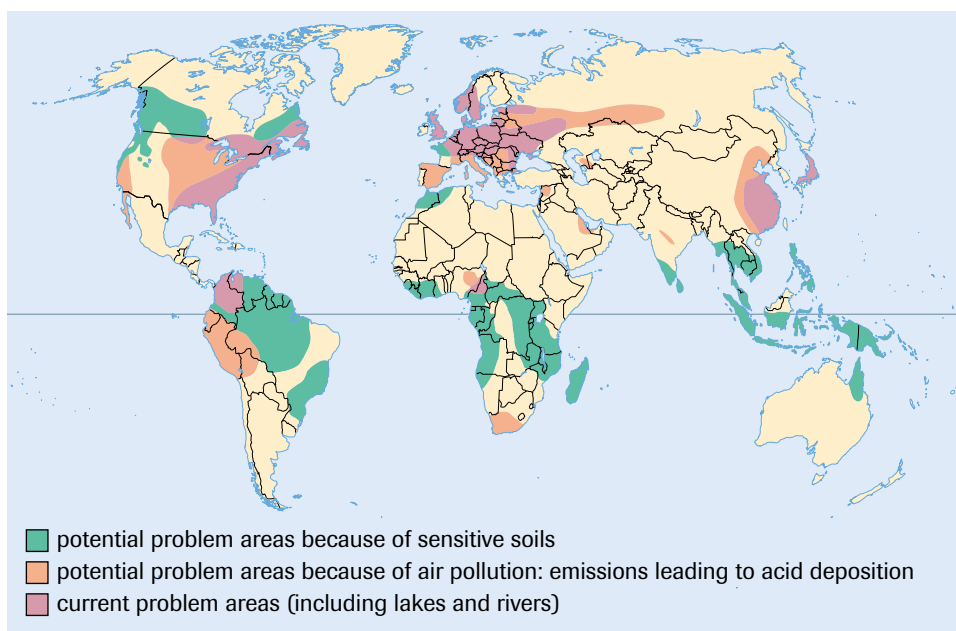 potential problem areas because of sensitive soils
potential problem areas because of air pollution: emissions leading to acid deposition
current problem areas (including lakes and rivers)